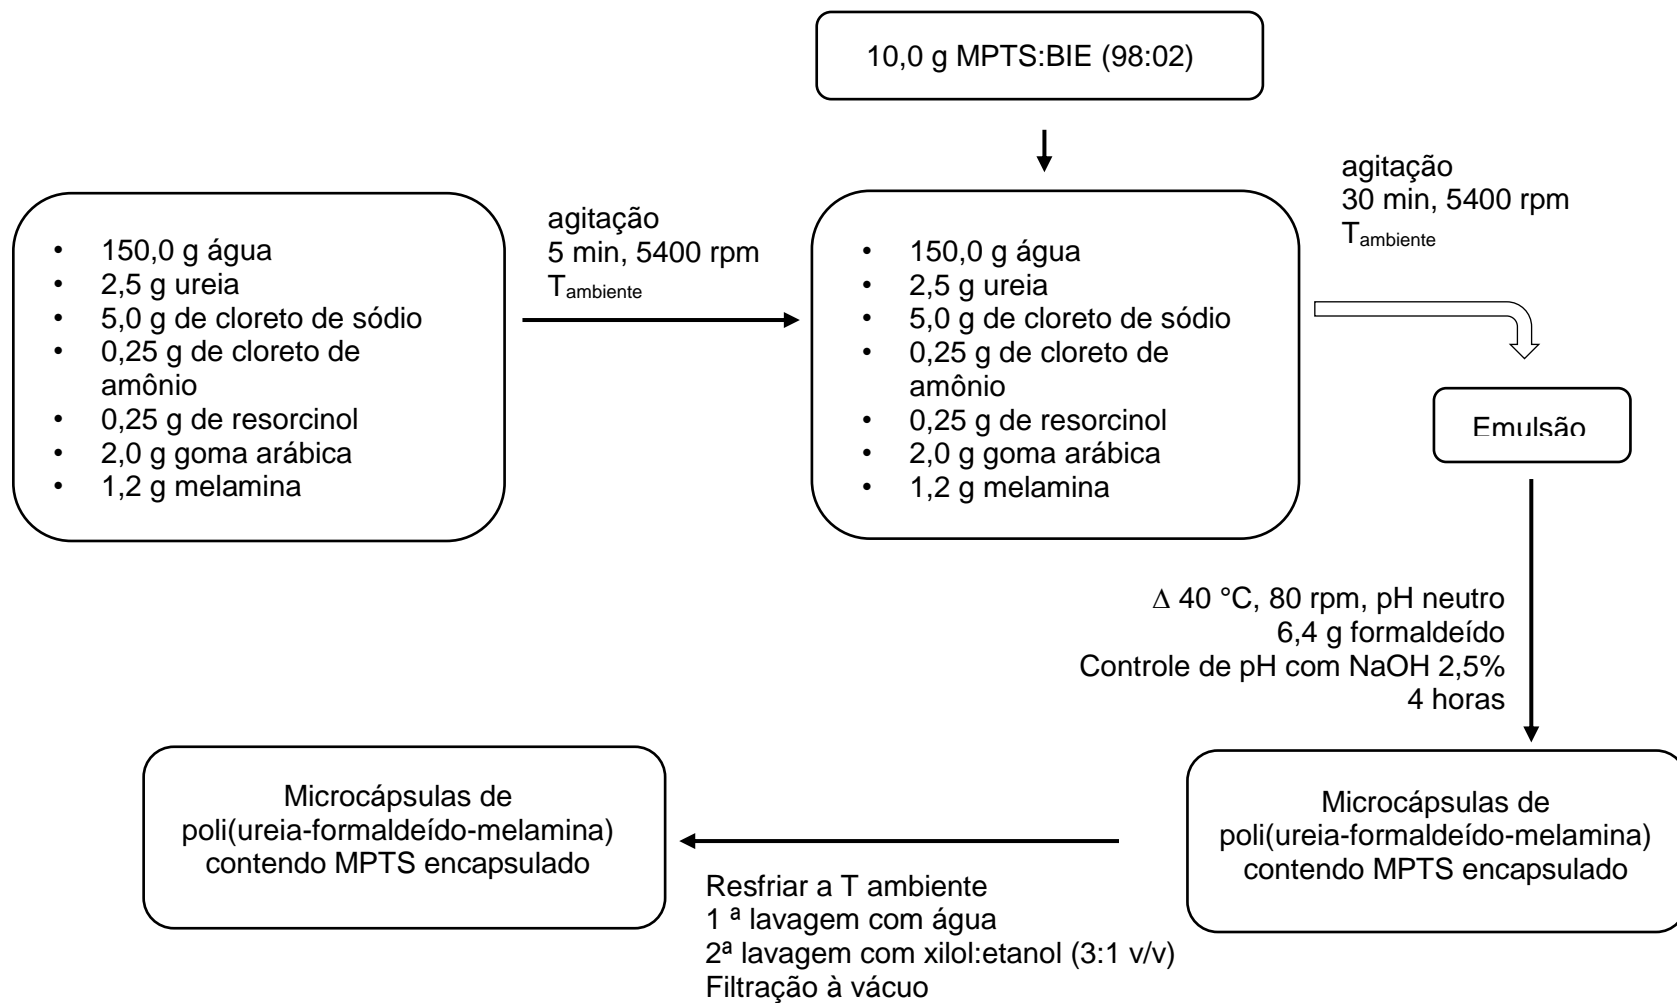 10,0 g MPTS:BIE (98:02)
• 150,0 g água
• 2,5 g ureia
• 5,0 g de cloreto de sódio
• 0,25 g de cloreto de
amônio
• 0,25 g de resorcinol
• 2,0 g goma arábica
• 1,2 g melamina
agitação
5 min, 5400 rpm
Tambiente
• 150,0 g água
• 2,5 g ureia
• 5,0 g de cloreto de sódio
• 0,25 g de cloreto de
amônio
• 0,25 g de resorcinol
• 2,0 g goma arábica
• 1,2 g melamina
agitação
30 min, 5400 rpm
Tambiente
Emulsão
Δ 40 °C, 80 rpm, pH neutro
6,4 g formaldeído
Controle de pH com NaOH 2,5%
4 horas
Microcápsulas de
poli(ureia-formaldeído-melamina)
contendo MPTS encapsulado
Resfriar a T ambiente
1 ª lavagem com água
2ª lavagem com xilol:etanol (3:1 v/v)
Filtração à vácuo
Microcápsulas de
poli(ureia-formaldeído-melamina)
contendo MPTS encapsulado